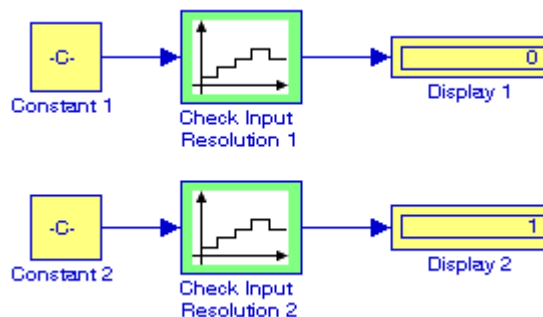 -C-
0
Constant 1
Check Input
Resolution 1
Display 1
-C-
1
Constant 2
Check Input
Resolution 2
Display 2